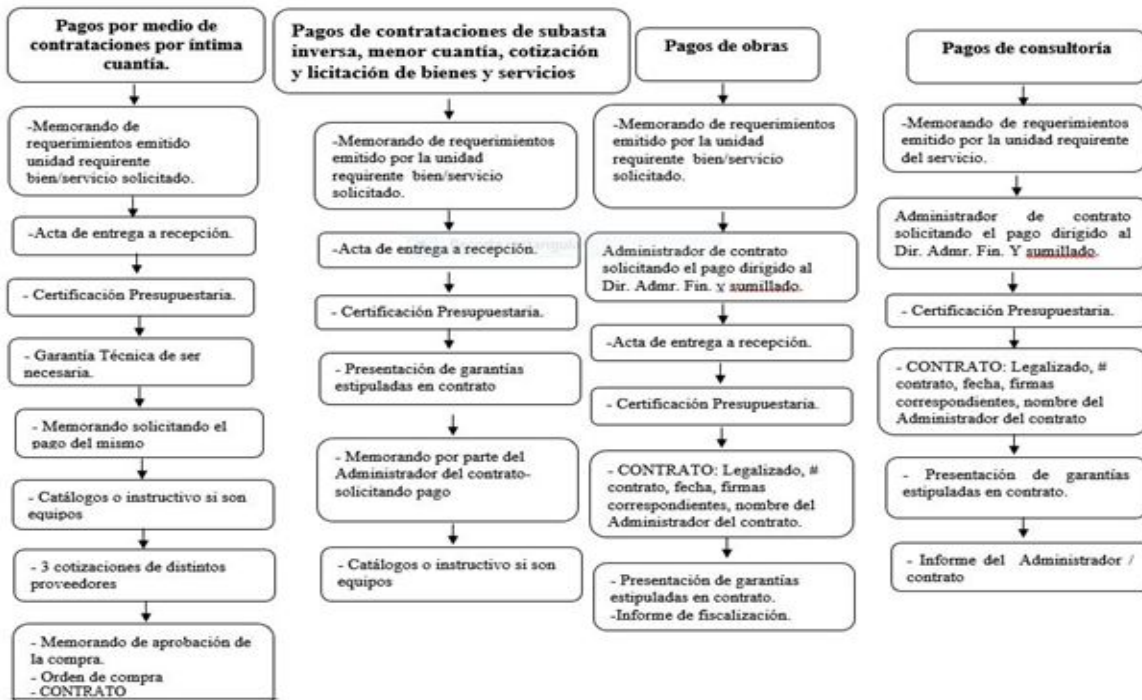 Pagos por medio de
contrataciones por íntima
cuantía.
-Memorando de
requerimientos emitido
unidad requirente
bien/servicio solicitado.
-Acta de entrega a recepción.
- Certificación Presupuestaria.
- Garantía Técnica de ser
necesaria.
- Memorando solicitando el
pago del mismo
- Catálogos o instructivo si son
equipos
- 3 cotizaciones de distintos
proveedores
- Memorando de aprobación de
la compra.
- Orden de compra
- CONTRATO
Pagos de contrataciones de subasta
inversa, menor cuantía, cotización
y licitación de bienes y servicios
-Memorando de requerimientos
emitido por la unidad
requirente bien/servicio
solicitado.
-Acta de entrega a recepción.
- Certificación Presupuestaria.
- Presentación de garantías
estipuladas en contrato
- Memorando por parte del
Administrador del contrato-
solicitando pago
- Catálogos o instructivo si son
equipos
Pagos de obras
-Memorando de requerimientos
emitido por la unidad
requirente bien/servicio
solicitado.
Administrador de contrato
solicitando el pago dirigido al
Dir. Admr. Fin. y sumillado.
-Acta de entrega a recepción.
- Certificación Presupuestaria.
- CONTRATO: Legalizado, #
contrato, fecha, firmas
correspondientes, nombre del
Administrador del contrato.
- Presentación de garantías
estipuladas en contrato.
-Informe de fiscalización.
Pagos de consultoría
-Memorando de requerimientos
emitido por la unidad requirente
del servicio.
Administrador de contrato
solicitando el pago dirigido al
Dir. Admr. Fin. Y sumillado.
- Certificación Presupuestaria.
- CONTRATO: Legalizado, #
contrato, fecha, firmas
correspondientes, nombre del
Administrador del contrato
- Presentación de garantías
estipuladas en contrato.
- Informe del Administrador /
contrato